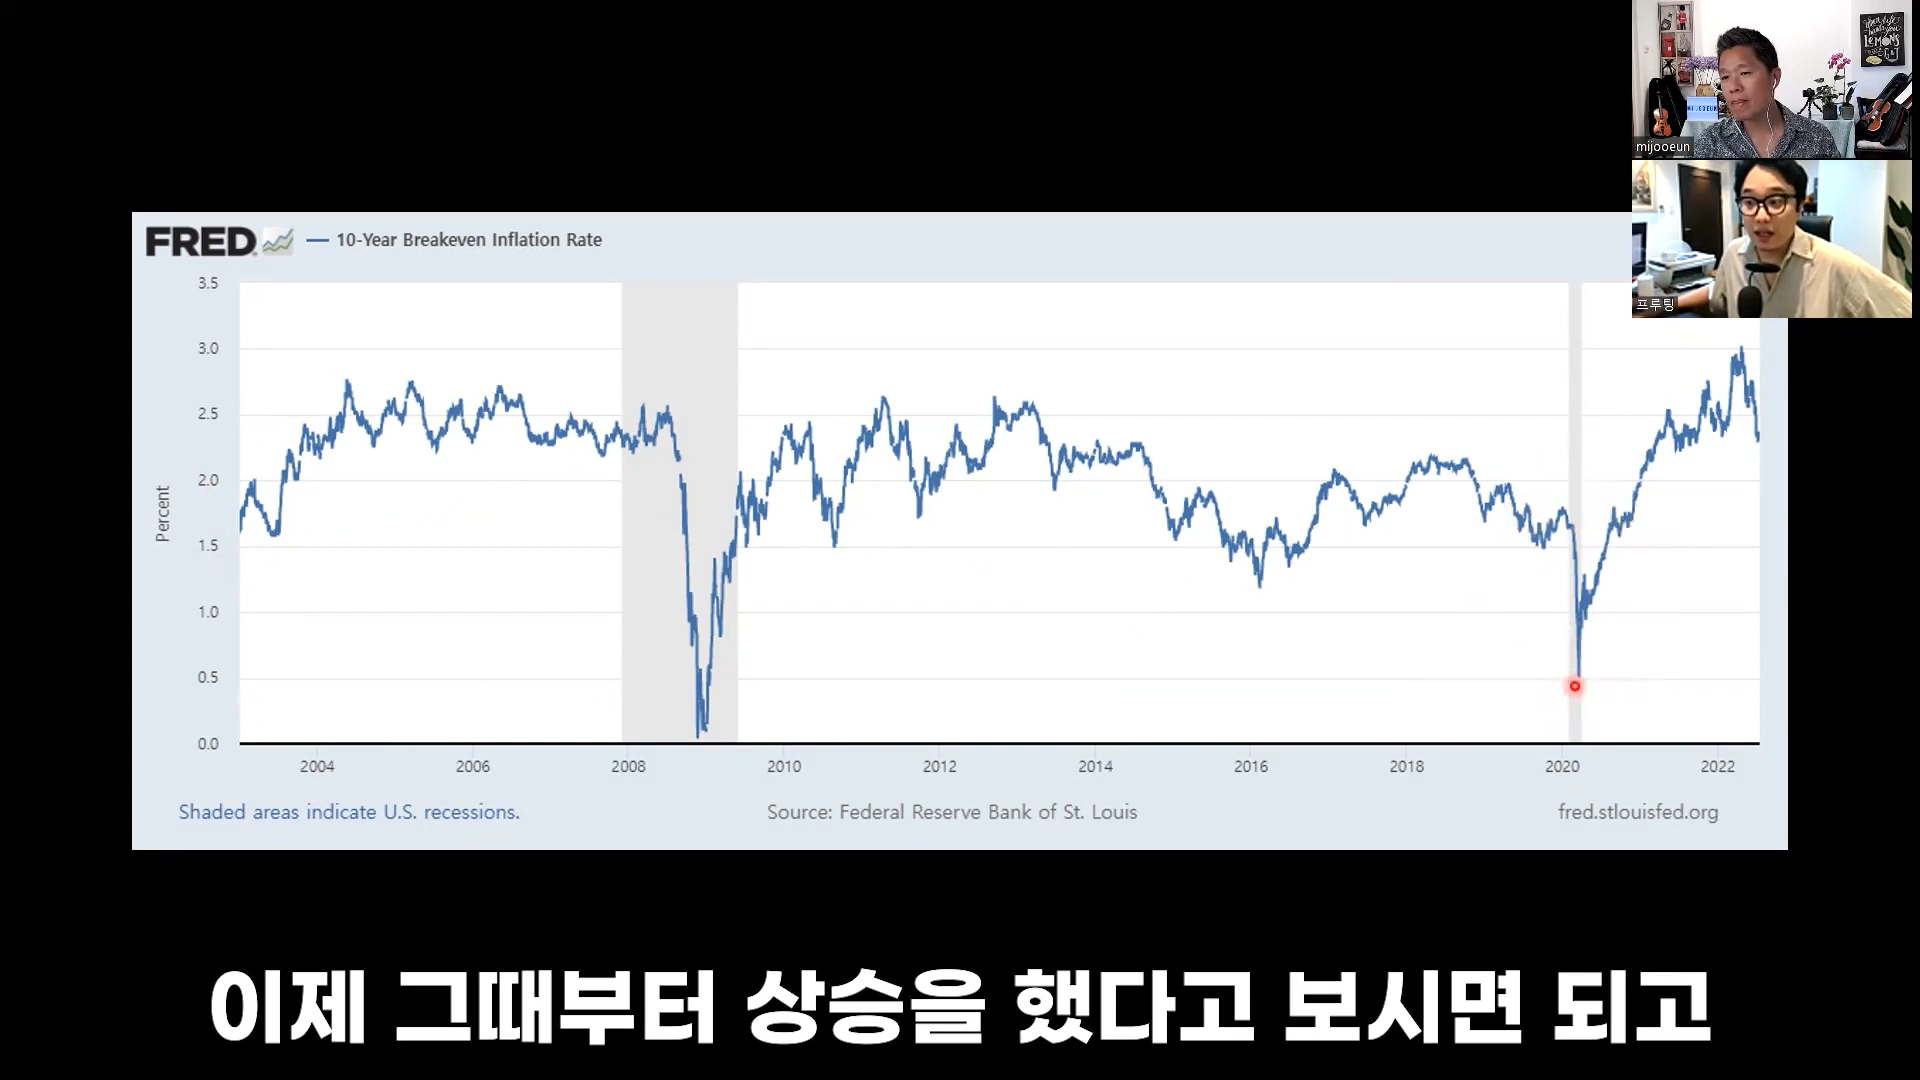 mijooeun
프루팅
FRED
10-Year Breakeven Inflation Rate
3.5
3.0
2.5
2.0
1.5
1.0
0.5
0.0
Percent
2004 2006 2008 2010 2012 2014 2016 2018 2020 2022
Shaded areas indicate U.S. recessions.
Source: Federal Reserve Bank of St. Louis
fred.stlouisfed.org
이제 그때부터 상승을 했다고 보시면 되고